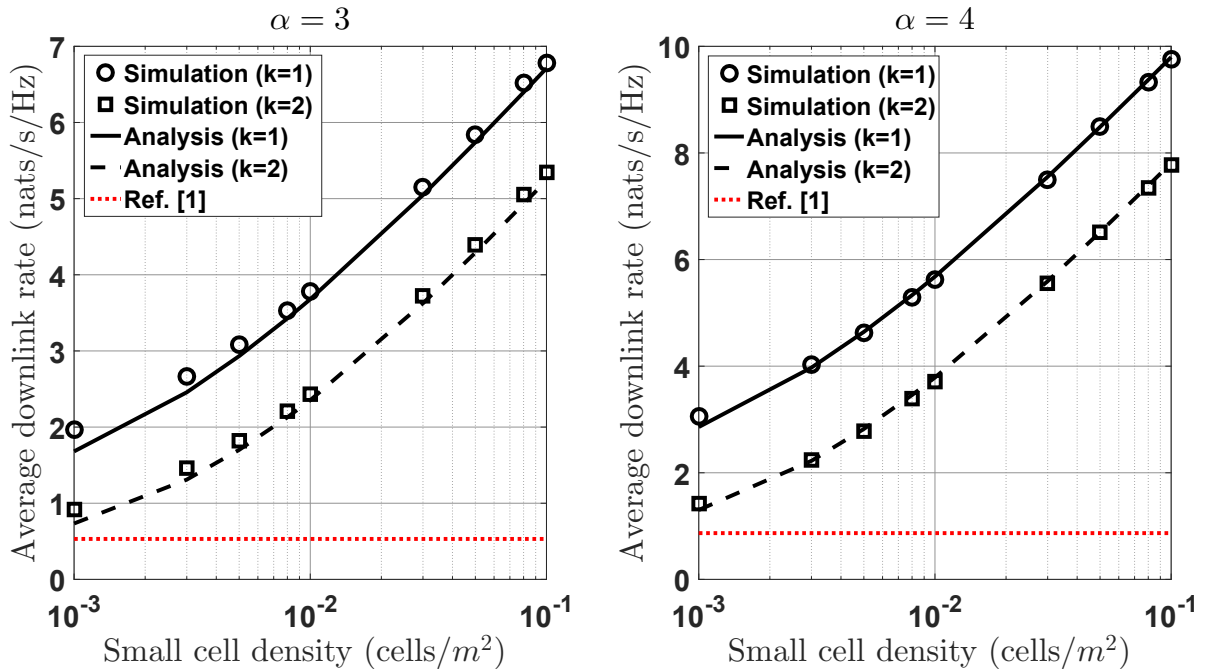 α = 3
Average downlink rate (nats/s/Hz)
7
6
5
4
3
2
1
0
Simulation (k=1)
Simulation (k=2)
Analysis (k=1)
Analysis (k=2)
Ref. [1]
10⁻³
10⁻²
10⁻¹
Small cell density (cells/m²)
α = 4
Average downlink rate (nats/s/Hz)
10
8
6
4
2
0
Simulation (k=1)
Simulation (k=2)
Analysis (k=1)
Analysis (k=2)
Ref. [1]
10⁻³
10⁻²
10⁻¹
Small cell density (cells/m²)